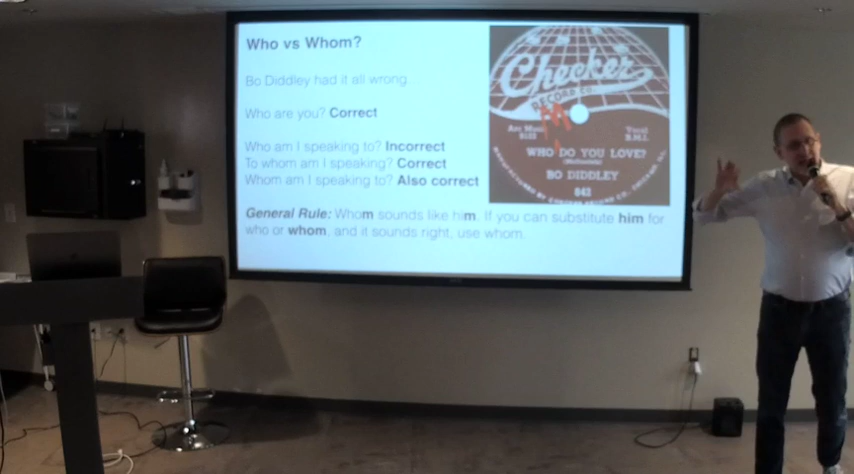 Who vs Whom?
Bo Diddley had it all wrong.
Who are you? Correct
Who am I speaking to? Incorrect
To whom am I speaking? Correct
Whom am I speaking to? Also correct
General Rule: Whom sounds like him. If you can substitute him for
who or whom, and it sounds right, use whom.
Checker
RECORD CO.
M
Arc Music
Vocal
B.M.I.
WHO DO YOU LOVE?
BO DIDDLEY